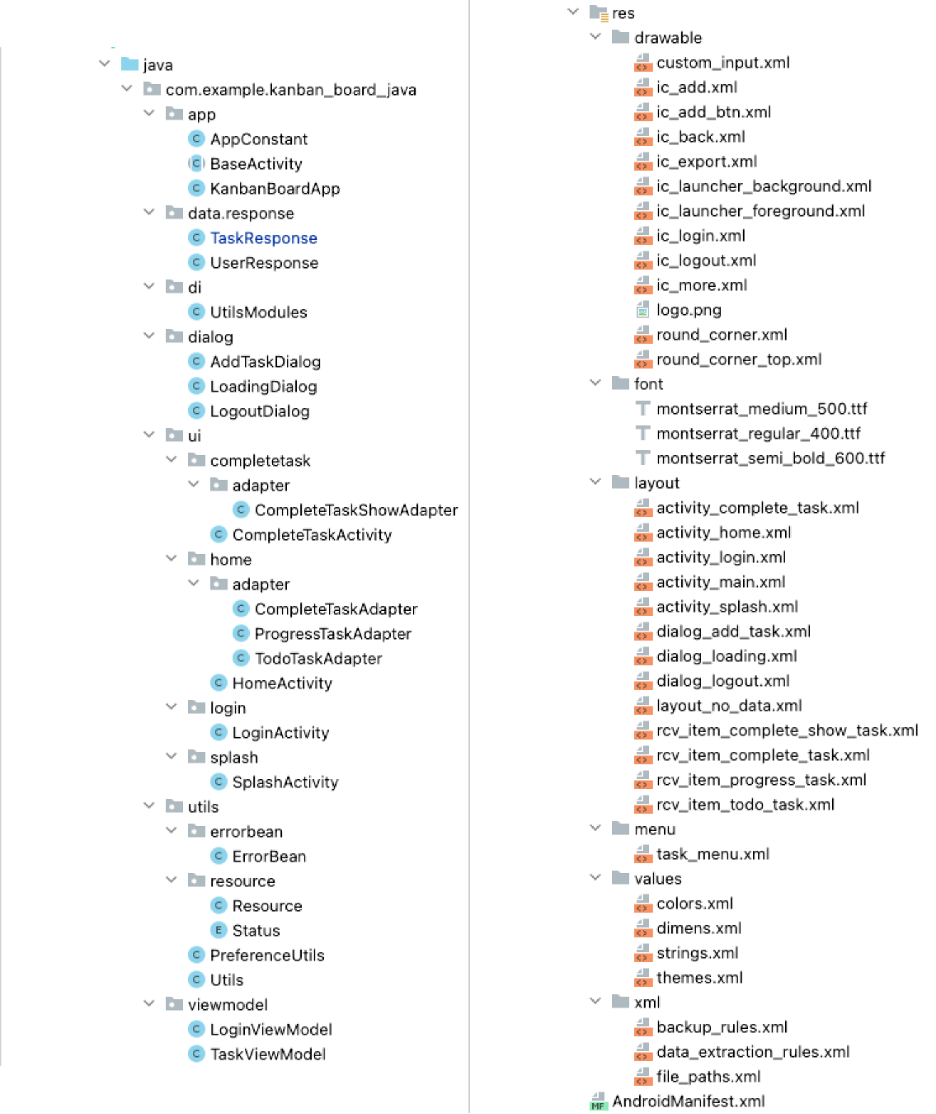 java
com.example.kanban_board_java
app
C AppConstant
C BaseActivity
C KanbanBoardApp
data.response
C TaskResponse
C UserResponse
di
C UtilsModules
dialog
C AddTaskDialog
C LoadingDialog
C LogoutDialog
ui
completetask
adapter
C CompleteTaskShowAdapter
C CompleteTaskActivity
home
adapter
C CompleteTaskAdapter
C ProgressTaskAdapter
C TodoTaskAdapter
C HomeActivity
login
C LoginActivity
splash
C SplashActivity
utils
errorbean
C ErrorBean
resource
C Resource
E Status
C PreferenceUtils
C Utils
viewmodel
C LoginViewModel
C TaskViewModel
res
drawable
custom_input.xml
ic_add.xml
ic_add_btn.xml
ic_back.xml
ic_export.xml
ic_launcher_background.xml
ic_launcher_foreground.xml
ic_login.xml
ic_logout.xml
ic_more.xml
logo.png
round_corner.xml
round_corner_top.xml
font
montserrat_medium_500.ttf
montserrat_regular_400.ttf
montserrat_semi_bold_600.ttf
layout
activity_complete_task.xml
activity_home.xml
activity_login.xml
activity_main.xml
activity_splash.xml
dialog_add_task.xml
dialog_loading.xml
dialog_logout.xml
layout_no_data.xml
rcv_item_complete_show_task.xml
rcv_item_complete_task.xml
rcv_item_progress_task.xml
rcv_item_todo_task.xml
menu
task_menu.xml
values
colors.xml
dimens.xml
strings.xml
themes.xml
xml
backup_rules.xml
data_extraction_rules.xml
file_paths.xml
MF AndroidManifest.xml